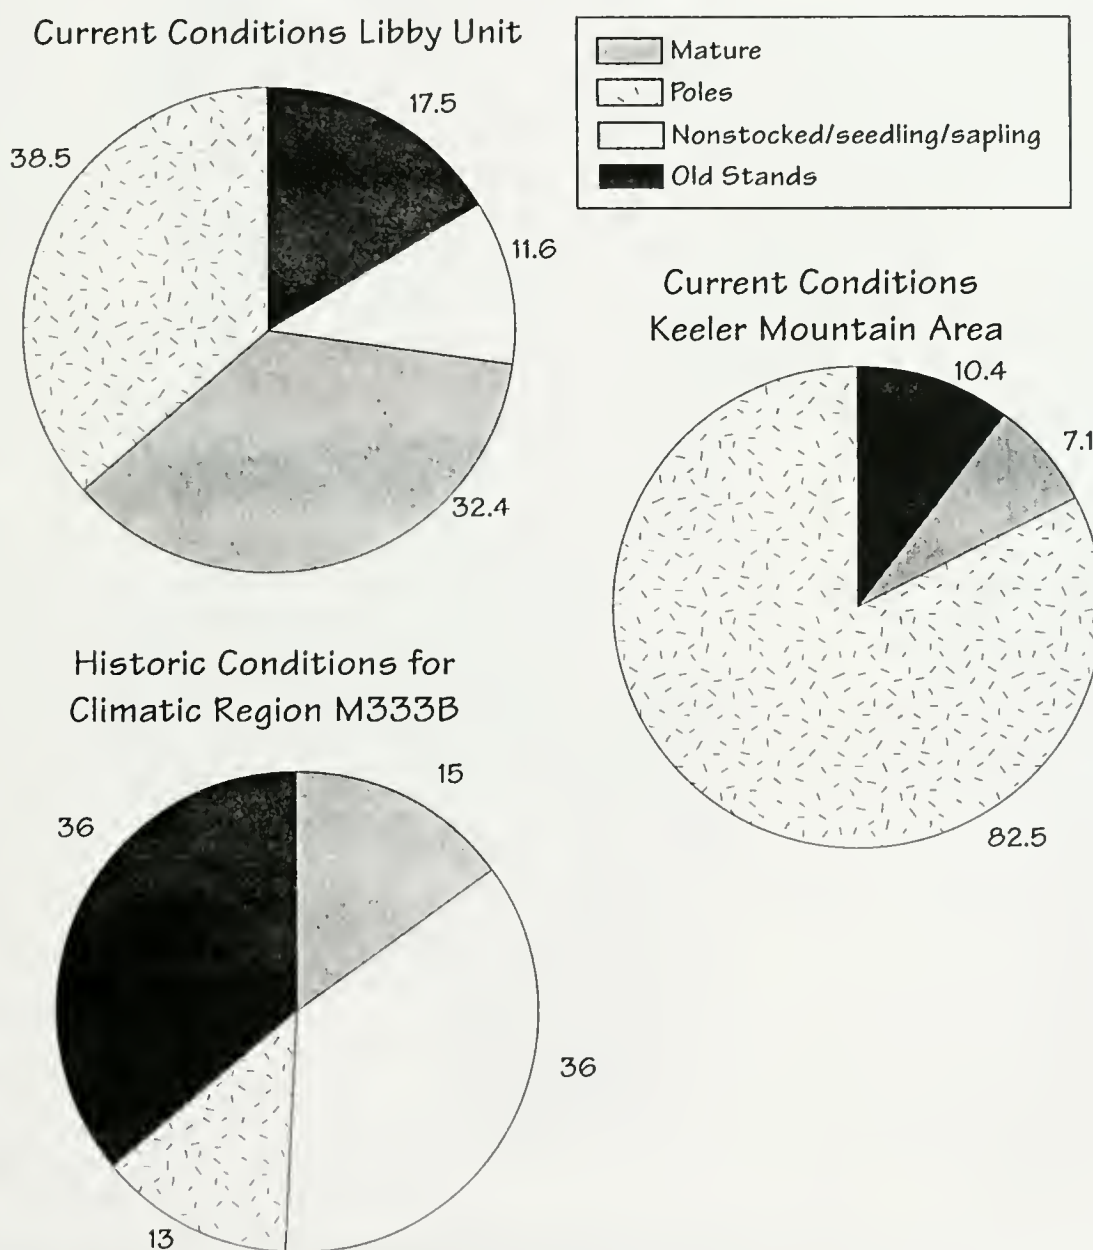 Current Conditions Libby Unit
17.5
38.5
11.6
32.4
Mature
Poles
Nonstocked/seedling/sapling
Old Stands
Current Conditions
Keeler Mountain Area
10.4
7.1
82.5
Historic Conditions for
Climatic Region M333B
15
36
36
13